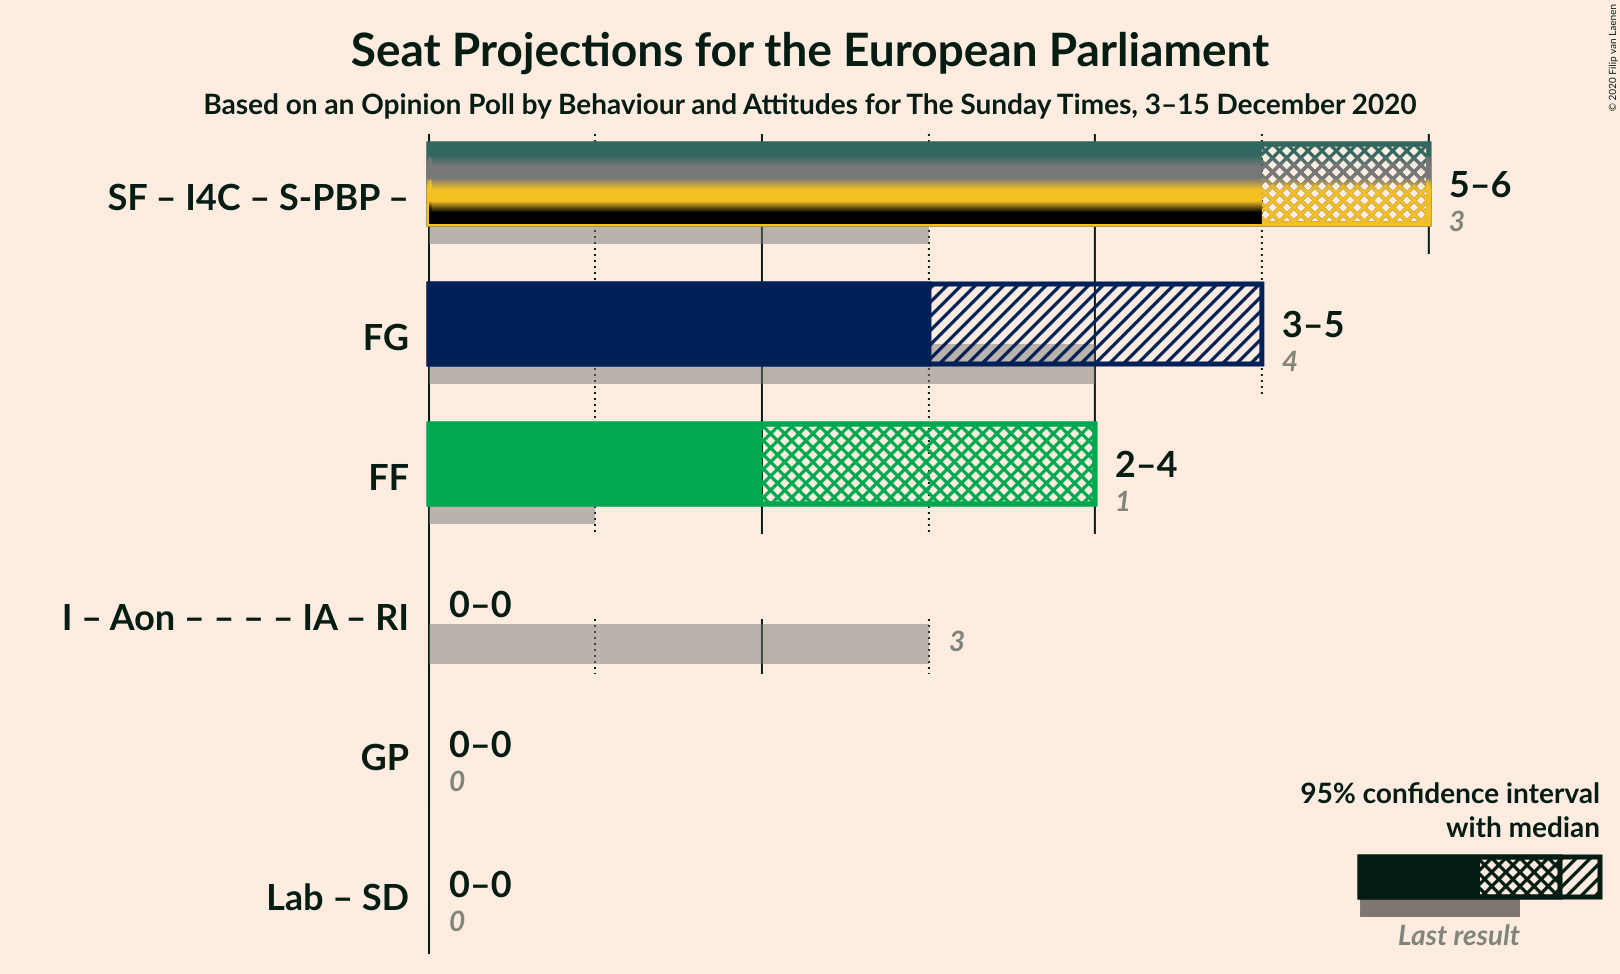 Seat Projections for the European Parliament
Based on an Opinion Poll by Behaviour and Attitudes for The Sunday Times, 3–15 December 2020
© 2020 Filip van Laenen
SF – I4C – S-PBP –
5–6
3
FG
3–5
4
FF
2–4
1
I – Aon – – – – IA – RI
0–0
3
GP
0–0
0
Lab – SD
0–0
0
95% confidence interval
with median
Last result